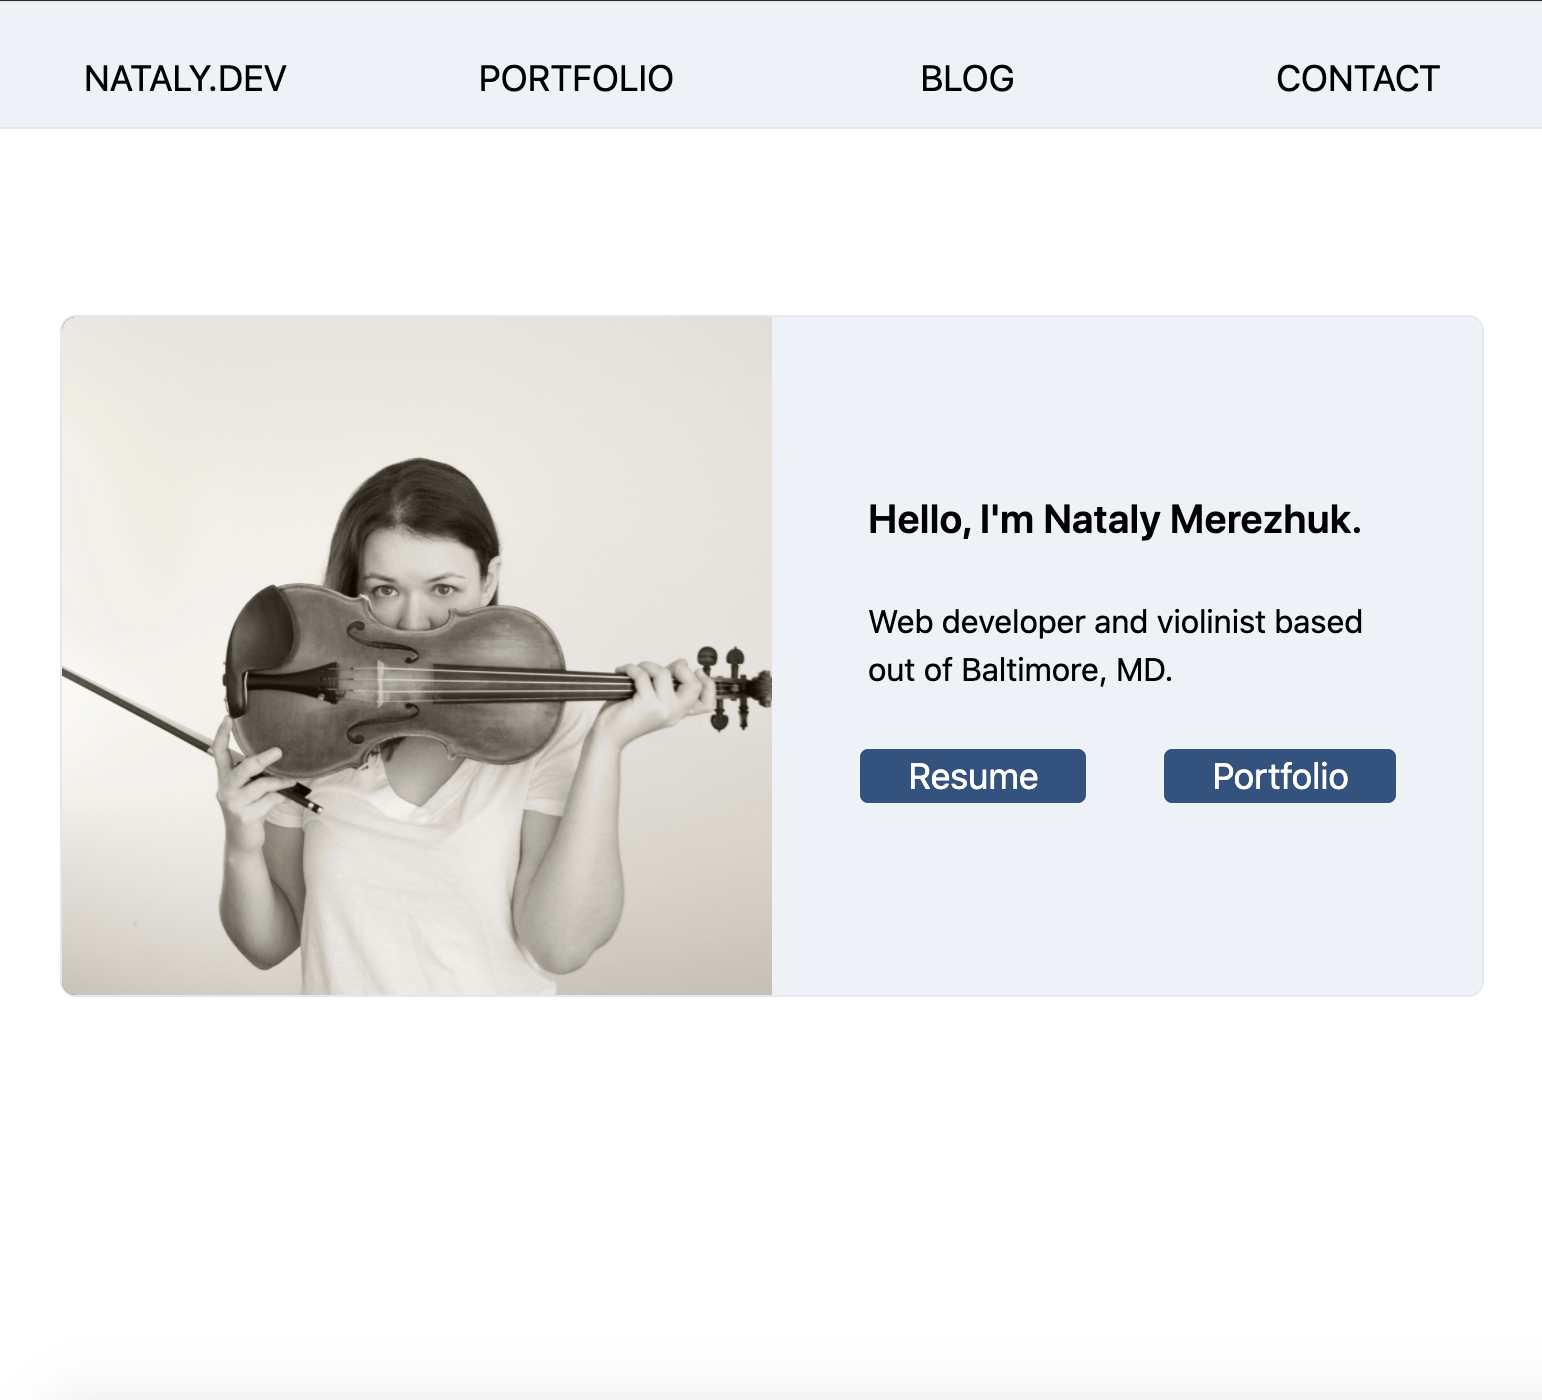 NATALY.DEV PORTFOLIO BLOG CONTACT
Hello, I'm Nataly Merezhuk.
Web developer and violinist based
out of Baltimore, MD.
Resume Portfolio